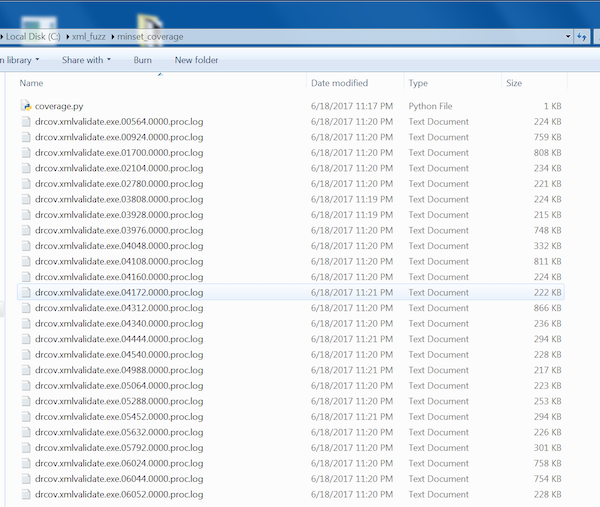 Local Disk (C:) xml_fuzz minset_coverage
n library Share with Burn New folder
Name Date modified Type Size
coverage.py 6/18/2017 11:17 PM Python File 1 KB
drcov.xmlvalidate.exe.00564.0000.proc.log 6/18/2017 11:20 PM Text Document 224 KB
drcov.xmlvalidate.exe.00924.0000.proc.log 6/18/2017 11:20 PM Text Document 759 KB
drcov.xmlvalidate.exe.01700.0000.proc.log 6/18/2017 11:20 PM Text Document 808 KB
drcov.xmlvalidate.exe.02104.0000.proc.log 6/18/2017 11:20 PM Text Document 234 KB
drcov.xmlvalidate.exe.02780.0000.proc.log 6/18/2017 11:20 PM Text Document 221 KB
drcov.xmlvalidate.exe.03808.0000.proc.log 6/18/2017 11:19 PM Text Document 224 KB
drcov.xmlvalidate.exe.03928.0000.proc.log 6/18/2017 11:19 PM Text Document 215 KB
drcov.xmlvalidate.exe.03976.0000.proc.log 6/18/2017 11:20 PM Text Document 748 KB
drcov.xmlvalidate.exe.04048.0000.proc.log 6/18/2017 11:20 PM Text Document 332 KB
drcov.xmlvalidate.exe.04108.0000.proc.log 6/18/2017 11:20 PM Text Document 811 KB
drcov.xmlvalidate.exe.04160.0000.proc.log 6/18/2017 11:20 PM Text Document 224 KB
drcov.xmlvalidate.exe.04172.0000.proc.log 6/18/2017 11:21 PM Text Document 222 KB
drcov.xmlvalidate.exe.04312.0000.proc.log 6/18/2017 11:20 PM Text Document 866 KB
drcov.xmlvalidate.exe.04340.0000.proc.log 6/18/2017 11:20 PM Text Document 236 KB
drcov.xmlvalidate.exe.04444.0000.proc.log 6/18/2017 11:21 PM Text Document 294 KB
drcov.xmlvalidate.exe.04540.0000.proc.log 6/18/2017 11:20 PM Text Document 228 KB
drcov.xmlvalidate.exe.04988.0000.proc.log 6/18/2017 11:21 PM Text Document 217 KB
drcov.xmlvalidate.exe.05064.0000.proc.log 6/18/2017 11:20 PM Text Document 223 KB
drcov.xmlvalidate.exe.05288.0000.proc.log 6/18/2017 11:20 PM Text Document 253 KB
drcov.xmlvalidate.exe.05452.0000.proc.log 6/18/2017 11:21 PM Text Document 294 KB
drcov.xmlvalidate.exe.05632.0000.proc.log 6/18/2017 11:20 PM Text Document 226 KB
drcov.xmlvalidate.exe.05792.0000.proc.log 6/18/2017 11:20 PM Text Document 301 KB
drcov.xmlvalidate.exe.06024.0000.proc.log 6/18/2017 11:20 PM Text Document 758 KB
drcov.xmlvalidate.exe.06044.0000.proc.log 6/18/2017 11:20 PM Text Document 754 KB
drcov.xmlvalidate.exe.06052.0000.proc.log 6/18/2017 11:20 PM Text Document 228 KB